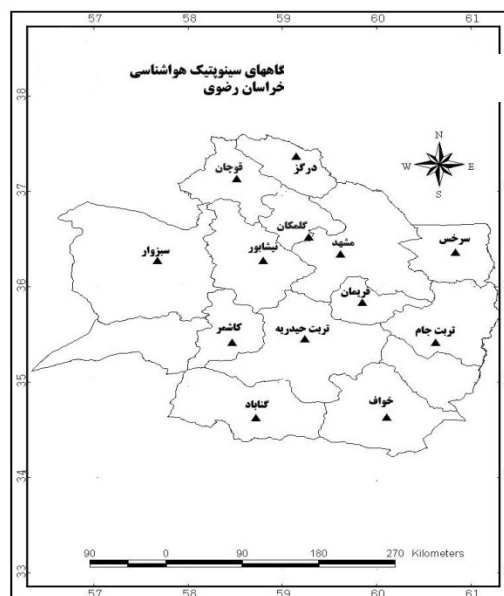 57 58 59 60 61
گاههای سینوپتیک هواشناسی
خراسان رضوی
38
N
W E
S
درگز
قوچان
37
گلمکان
مشهد
سرخس
نیشابور
سبزوار
36
فریمان
کاشمر
تربت حیدریه
تربت جام
35
گناباد
خواف
34
90 0 90 180 270 Kilometers
33
57 58 59 60 61